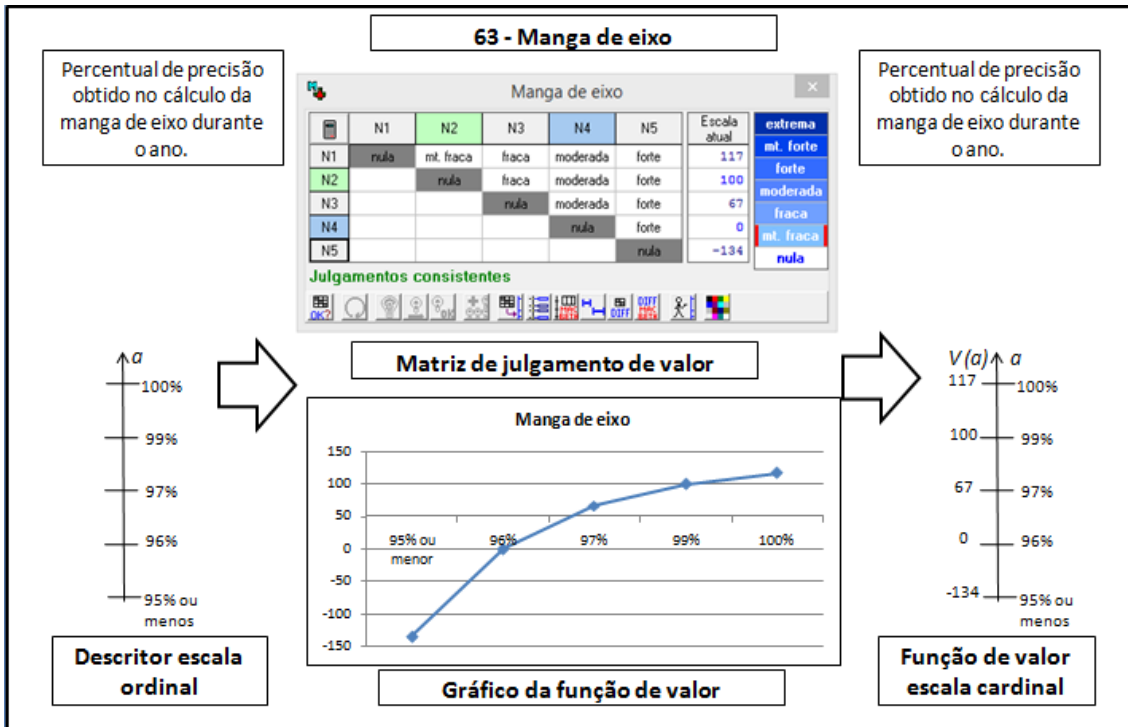 63 - Manga de eixo
Percentual de precisão
obtido no cálculo da
manga de eixo durante
o ano.
Manga de eixo
N1 N2 N3 N4 N5 Escala atual
N1 nula mt. fraca fraca moderada forte 117
N2 nula fraca moderada forte 100
N3 nula moderada forte 67
N4 nula forte 0
N5 nula -134
extrema
mt. forte
forte
moderada
fraca
mt. fraca
nula
Julgamentos consistentes
OK? OK DIFF DIFF
Percentual de precisão
obtido no cálculo da
manga de eixo durante
o ano.
Matriz de julgamento de valor
a
100%
99%
97%
96%
95% ou
menos
Descritor escala
ordinal
Manga de eixo
150
100
50
0
-50
-100
-150
95% ou
menor
96%
97%
99%
100%
Gráfico da função de valor
V(a) a
117 100%
100 99%
67 97%
0 96%
-134 95% ou
menos
Função de valor
escala cardinal